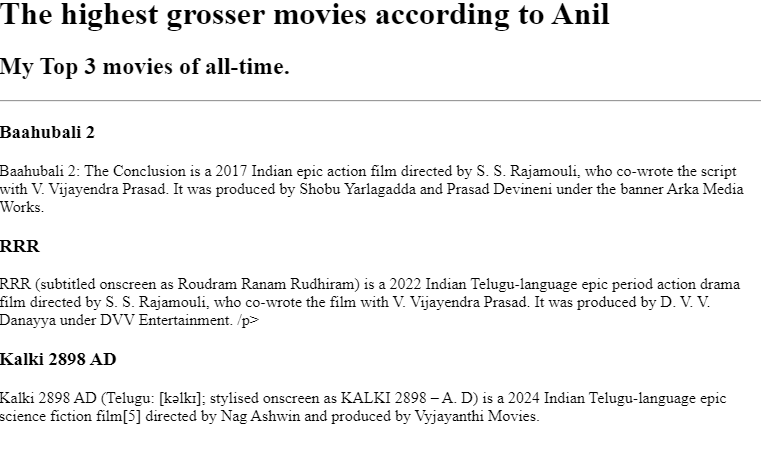 The highest grosser movies according to Anil
My Top 3 movies of all-time.
Baahubali 2
Baahubali 2: The Conclusion is a 2017 Indian epic action film directed by S. S. Rajamouli, who co-wrote the script
with V. Vijayendra Prasad. It was produced by Shobu Yarlagadda and Prasad Devineni under the banner Arka Media
Works.
RRR
RRR (subtitled onscreen as Roudram Ranam Rudhiram) is a 2022 Indian Telugu-language epic period action drama
film directed by S. S. Rajamouli, who co-wrote the film with V. Vijayendra Prasad. It was produced by D. V. V.
Danayya under DVV Entertainment. /p>
Kalki 2898 AD
Kalki 2898 AD (Telugu: [kəlkɪ]; stylised onscreen as KALKI 2898 – A. D) is a 2024 Indian Telugu-language epic
science fiction film[5] directed by Nag Ashwin and produced by Vyjayanthi Movies.